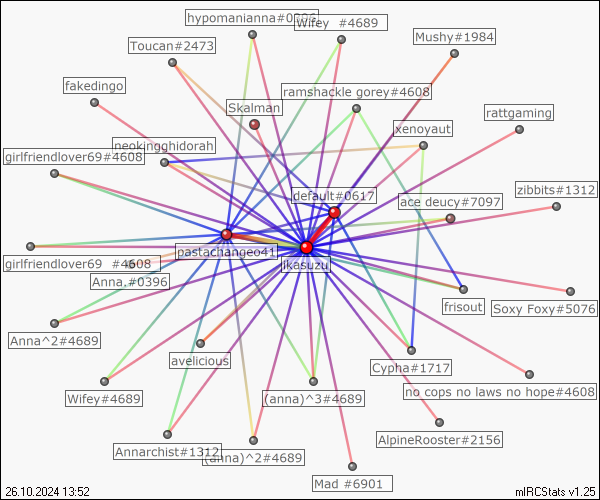 hypomanianna#0396
Wifey  #4689
Mushy#1984
Toucan#2473
fakedingo
ramshackle gorey#4608
Skalman
rattgaming
xenoyaut
neokingghidorah
girlfriendlover69#4608
zibbits#1312
default#0617
ace deucy#7097
pastachangeo41
ikasuzu
girlfriendlover69  #4608
Anna.#0396
frisout
Soxy Foxy#5076
Anna^2#4689
avelicious
Cypha#1717
no cops no laws no hope#4608
Wifey#4689
(anna)^3#4689
AlpineRooster#2156
Annarchist#1312
(anna)^2#4689
Mad #6901
26.10.2024 13:52
mIRCStats v1.25